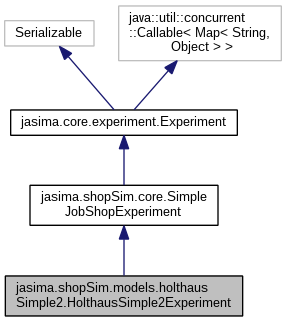 Serializable
java::util::concurrent
::Callable< Map< String,
Object > >
jasima.core.experiment.Experiment
jasima.shopSim.core.Simple
JobShopExperiment
jasima.shopSim.models.holthaus
Simple2.HolthausSimple2Experiment